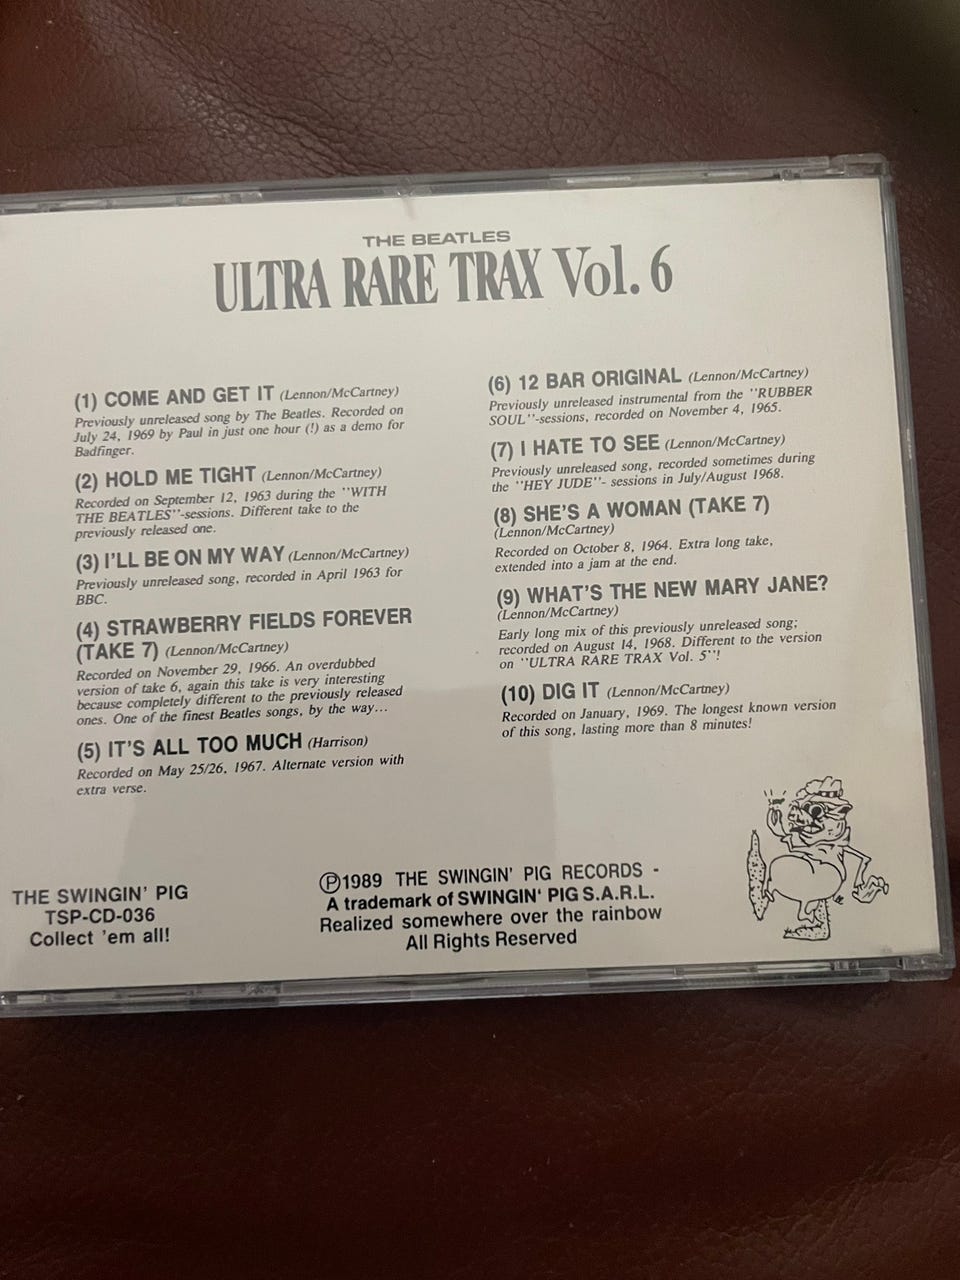 THE BEATLES
ULTRA RARE TRAX Vol. 6
(1) COME AND GET IT (Lennon/McCartney)
Previously unreleased song by The Beatles. Recorded on
July 24, 1969 by Paul in just one hour (!) as a demo for
Badfinger.
(2) HOLD ME TIGHT (Lennon/McCartney)
Recorded on September 12, 1963 during the "WITH
THE BEATLES"-sessions. Different take to the
previously released one.
(3) I'LL BE ON MY WAY (Lennon/McCartney)
Previously unreleased song, recorded in April 1963 for
BBC.
(4) STRAWBERRY FIELDS FOREVER
(TAKE 7) (Lennon/McCartney)
Recorded on November 29, 1966. An overdubbed
version of take 6, again this take is very interesting
because completely different to the previously released
ones. One of the finest Beatles songs, by the way...
(5) IT'S ALL TOO MUCH (Harrison)
Recorded on May 25/26, 1967. Alternate version with
extra verse.
(6) 12 BAR ORIGINAL (Lennon/McCartney)
Previously unreleased instrumental from the "RUBBER
SOUL"-sessions, recorded on November 4, 1965.
(7) I HATE TO SEE (Lennon/McCartney)
Previously unreleased song, recorded sometimes during
the "HEY JUDE"- sessions in July/August 1968.
(8) SHE'S A WOMAN (TAKE 7)
(Lennon/McCartney)
Recorded on October 8, 1964. Extra long take,
extended into a jam at the end.
(9) WHAT'S THE NEW MARY JANE?
(Lennon/McCartney)
Early long mix of this previously unreleased song;
recorded on August 14, 1968. Different to the version
on "ULTRA RARE TRAX Vol. 5"!
(10) DIG IT (Lennon/McCartney)
Recorded on January, 1969. The longest known version
of this song, lasting more than 8 minutes!
THE SWINGIN' PIG
TSP-CD-036
Collect 'em all!
Ⓟ1989 THE SWINGIN' PIG RECORDS -
A trademark of SWINGIN' PIG S.A.R.L.
Realized somewhere over the rainbow
All Rights Reserved